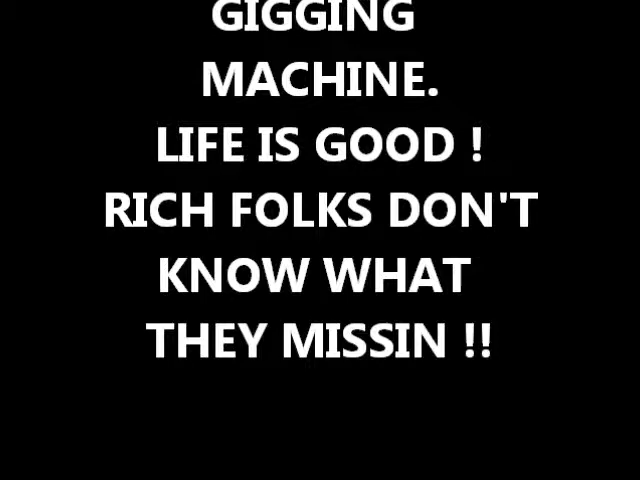 GIGGING
MACHINE.
LIFE IS GOOD !
RICH FOLKS DON'T
KNOW WHAT
THEY MISSIN !!